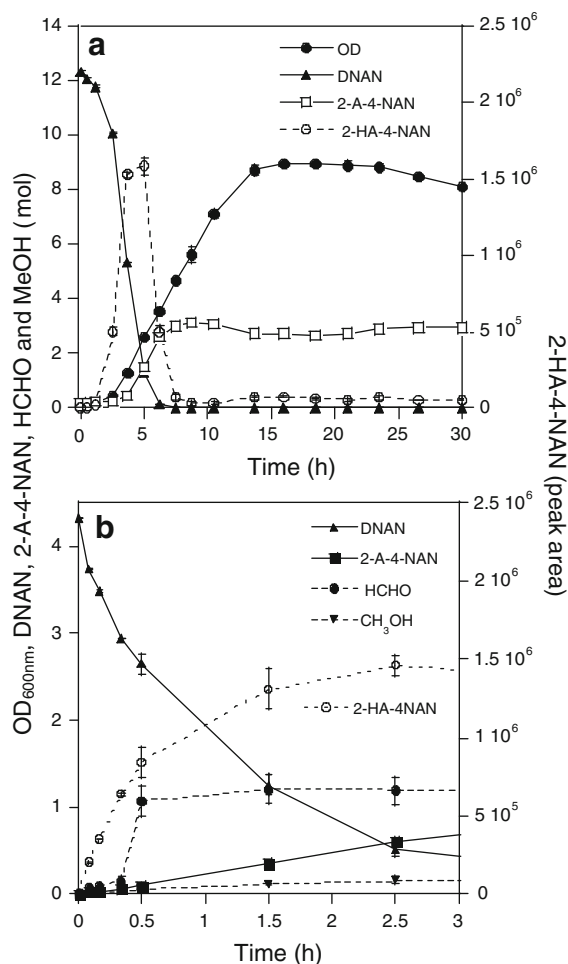 OD600nm, DNAN, 2-A-4-NAN, HCHO and MeOH ( mol)
2-HA-4-NAN (peak area)
a
14
12
10
8
6
4
2
0
2.5 10^6
2 10^6
1.5 10^6
1 10^6
5 10^5
0
OD
DNAN
2-A-4-NAN
2-HA-4-NAN
0
5
10
15
20
25
30
Time (h)
b
4
3
2
1
0
2.5 10^6
2 10^6
1.5 10^6
1 10^6
5 10^5
0
DNAN
2-A-4-NAN
HCHO
CH3OH
2-HA-4NAN
0
0.5
1
1.5
2
2.5
3
Time (h)